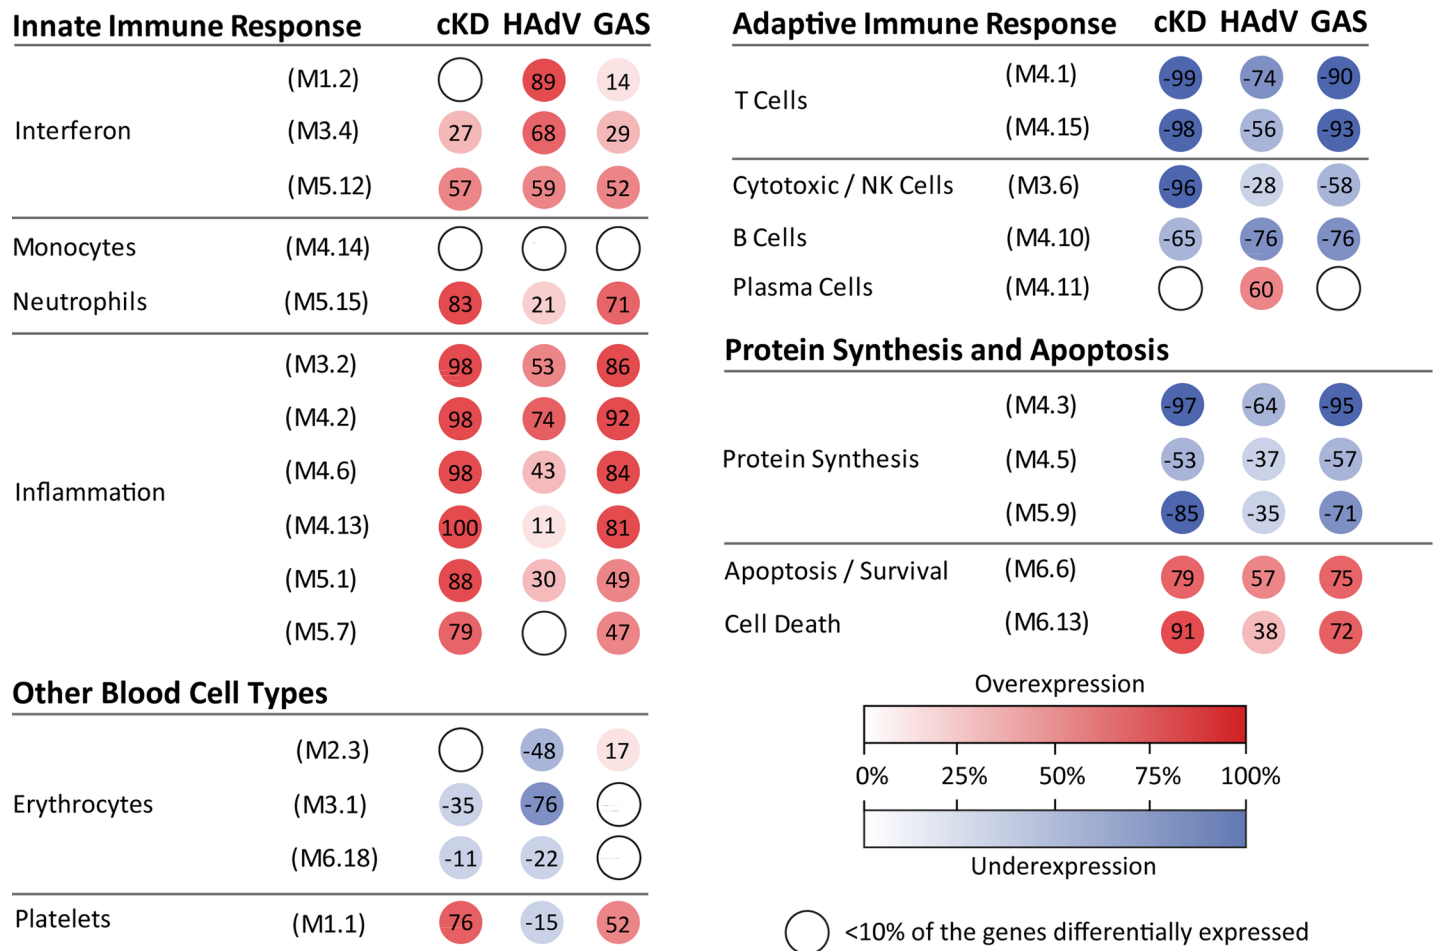 Innate Immune Response cKD HAdV GAS
Interferon
(M1.2) 89 14
(M3.4) 27 68 29
(M5.12) 57 59 52
Monocytes (M4.14)
Neutrophils (M5.15) 83 21 71
Inflammation
(M3.2) 98 53 86
(M4.2) 98 74 92
(M4.6) 98 43 84
(M4.13) 100 11 81
(M5.1) 88 30 49
(M5.7) 79 47
Other Blood Cell Types
Erythrocytes
(M2.3) -48 17
(M3.1) -35 -76
(M6.18) -11 -22
Platelets (M1.1) 76 -15 52
Adaptive Immune Response cKD HAdV GAS
T Cells
(M4.1) -99 -74 -90
(M4.15) -98 -56 -93
Cytotoxic / NK Cells (M3.6) -96 -28 -58
B Cells (M4.10) -65 -76 -76
Plasma Cells (M4.11) 60
Protein Synthesis and Apoptosis
Protein Synthesis
(M4.3) -97 -64 -95
(M4.5) -53 -37 -57
(M5.9) -85 -35 -71
Apoptosis / Survival (M6.6) 79 57 75
Cell Death (M6.13) 91 38 72
Overexpression
0% 25% 50% 75% 100%
Underexpression
<10% of the genes differentially expressed